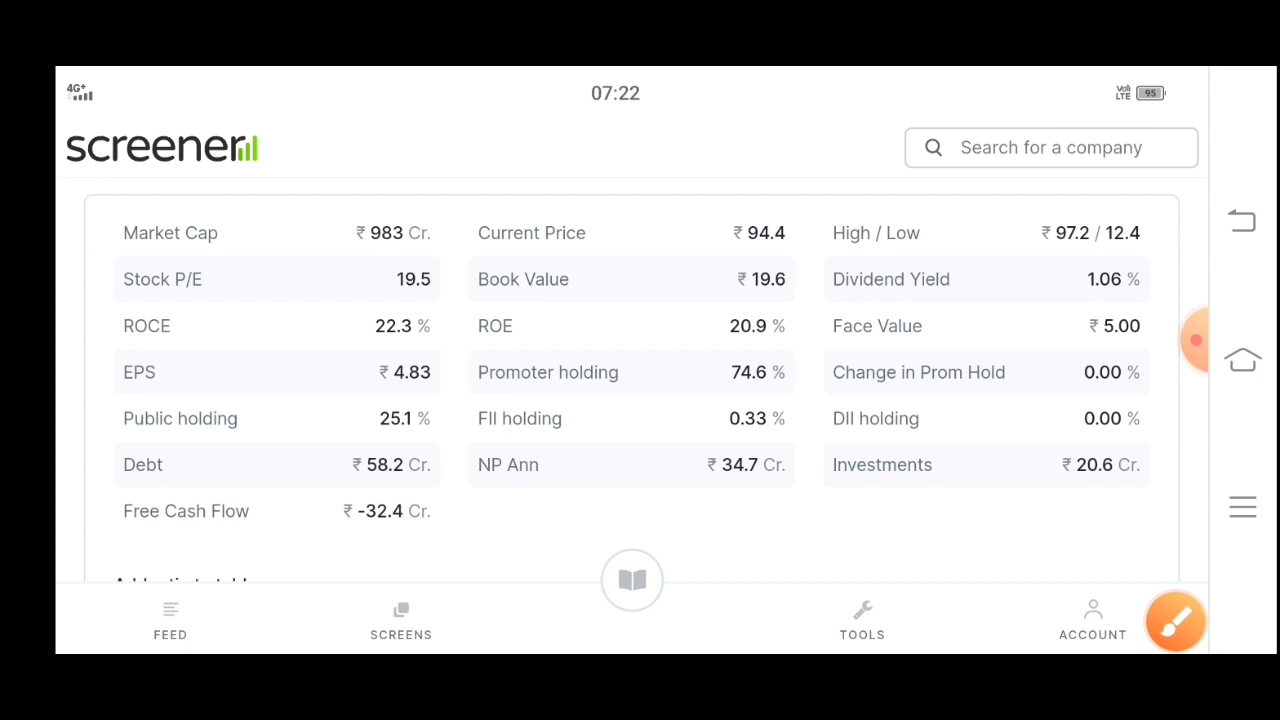 4G+ 07:22 VoLTE 95
screener Search for a company
Market Cap ₹ 983 Cr. Current Price ₹ 94.4 High / Low ₹ 97.2 / 12.4
Stock P/E 19.5 Book Value ₹ 19.6 Dividend Yield 1.06 %
ROCE 22.3 % ROE 20.9 % Face Value ₹ 5.00
EPS ₹ 4.83 Promoter holding 74.6 % Change in Prom Hold 0.00 %
Public holding 25.1 % FII holding 0.33 % DII holding 0.00 %
Debt ₹ 58.2 Cr. NP Ann ₹ 34.7 Cr. Investments ₹ 20.6 Cr.
Free Cash Flow ₹ -32.4 Cr.
FEED SCREENS TOOLS ACCOUNT